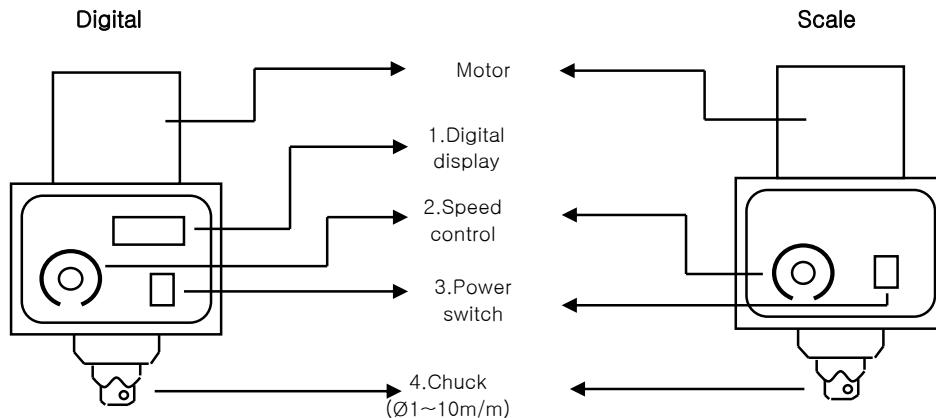 Digital
Scale
Motor
1.Digital
display
2.Speed
control
3.Power
switch
4.Chuck
(Ø1~10m/m)